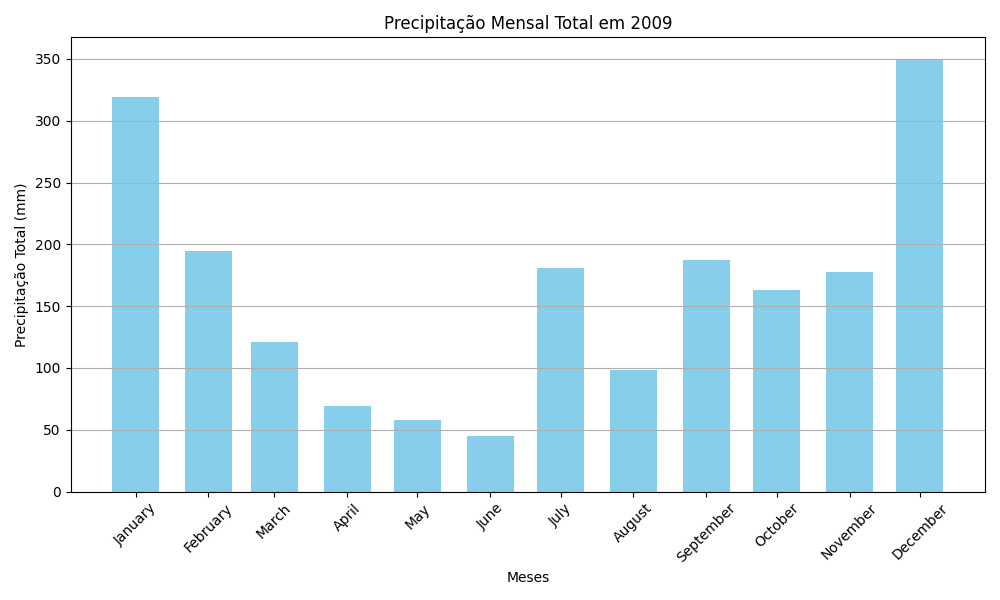 Precipitação Mensal Total em 2009
Precipitação Total (mm)
350
300
250
200
150
100
50
0
January
February
March
April
May
June
July
August
September
October
November
December
Meses